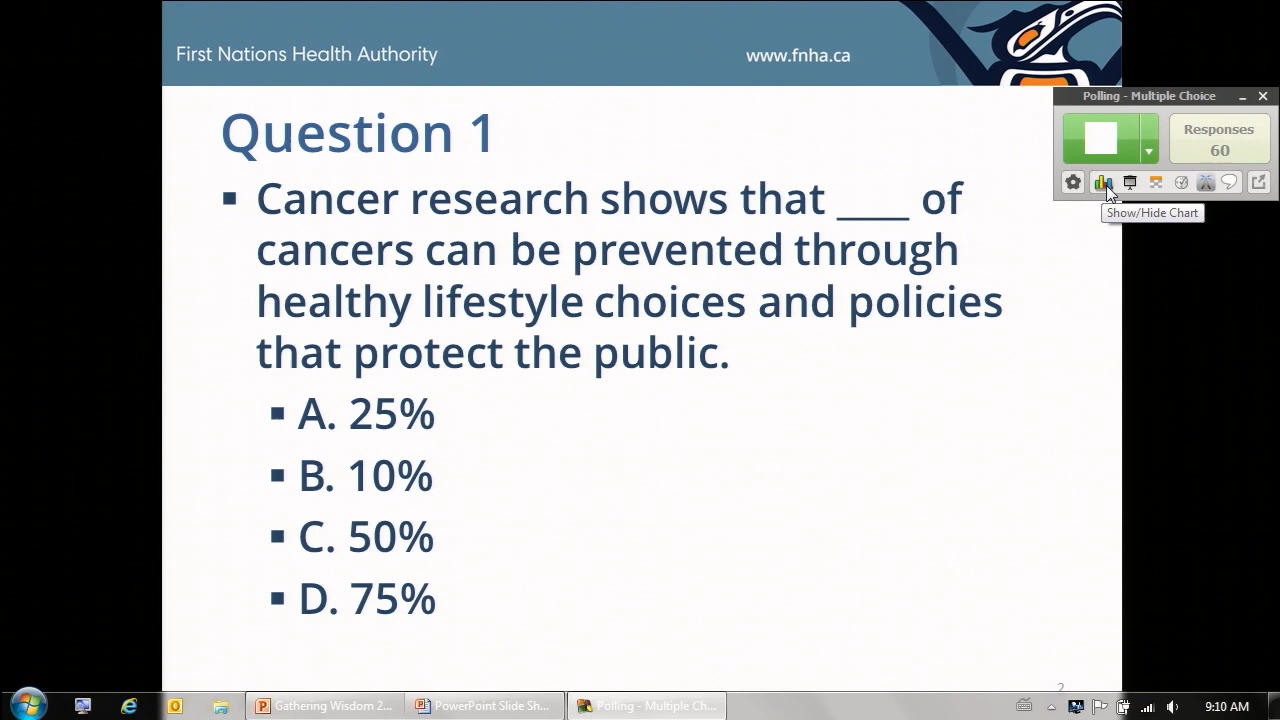 First Nations Health Authority
www.fnha.ca
Polling - Multiple Choice
Responses
60
Show/Hide Chart
Question 1
▪ Cancer research shows that ____ of
cancers can be prevented through
healthy lifestyle choices and policies
that protect the public.
▪ A. 25%
▪ B. 10%
▪ C. 50%
▪ D. 75%
2
Gathering Wisdom 2...
PowerPoint Slide Sh...
Polling - Multiple Ch...
9:10 AM